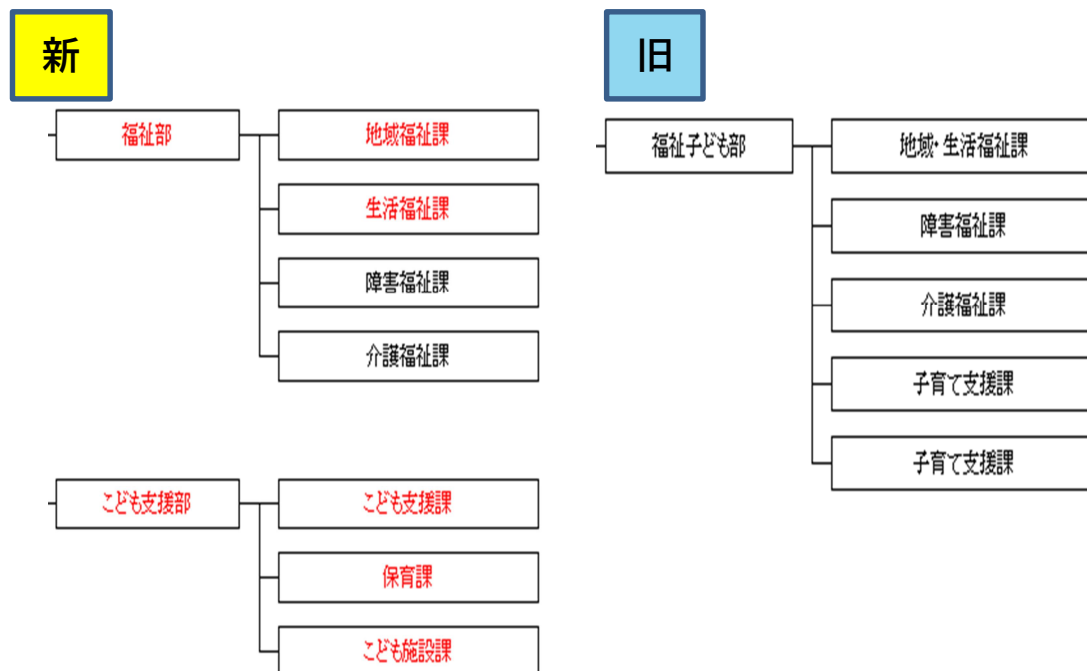 新
福祉部
地域福祉課
生活福祉課
障害福祉課
介護福祉課
こども支援部
こども支援課
保育課
こども施設課
旧
福祉子ども部
地域・生活福祉課
障害福祉課
介護福祉課
子育て支援課
子育て支援課